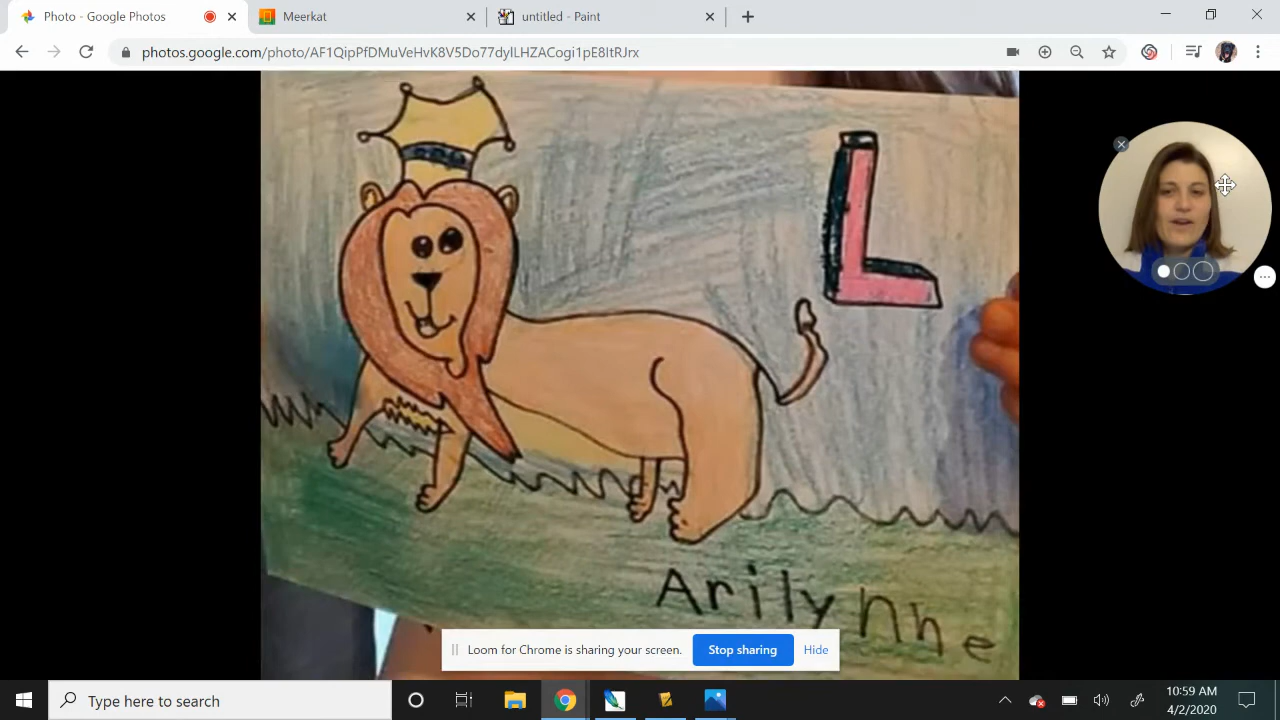 Photo - Google Photos
Meerkat
untitled - Paint
photos.google.com/photo/AF1QipPfDMuVeHvK8V5Do77dylLHZACogi1pE8ItRJrx
L
Arilynne
Loom for Chrome is sharing your screen. Stop sharing Hide
Type here to search
10:59 AM
4/2/2020